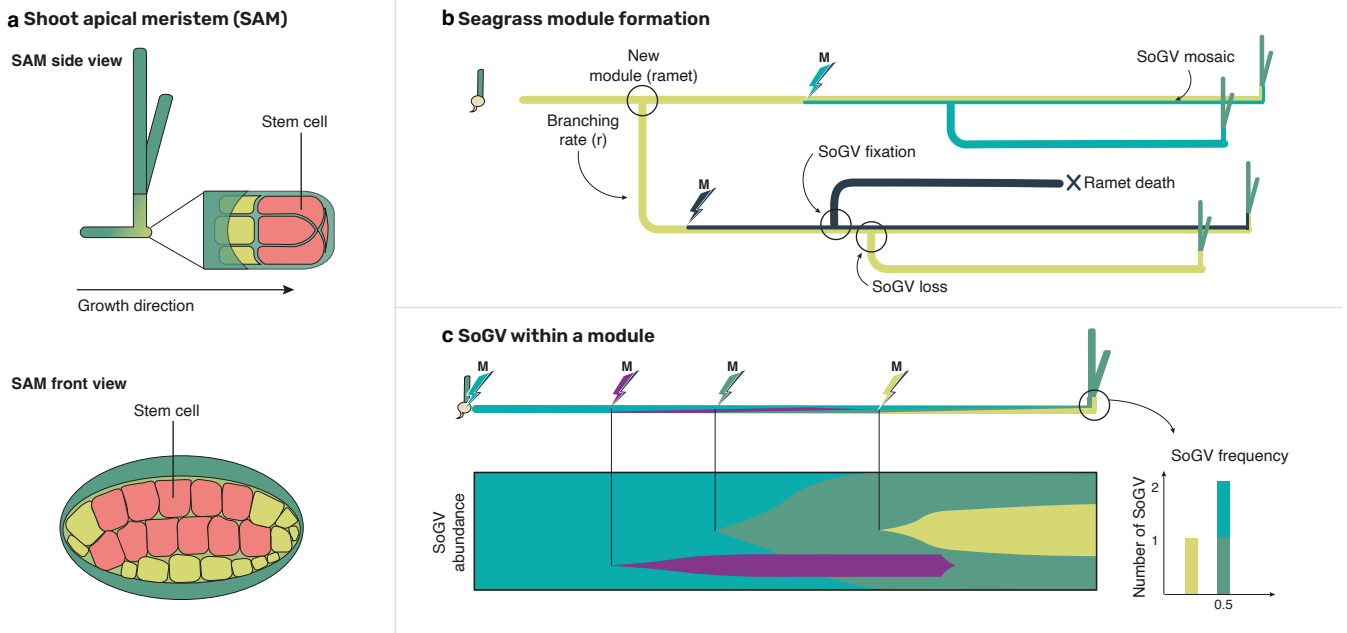 a Shoot apical meristem (SAM)
SAM side view
Stem cell
Growth direction
SAM front view
Stem cell
b Seagrass module formation
New
module (ramet)
M
SoGV mosaic
Branching
rate (r)
SoGV fixation
M
Ramet death
SoGV loss
c SoGV within a module
M
M
M
M
SoGV frequency
SoGV
abundance
Number of SoGV
2
1
0.5